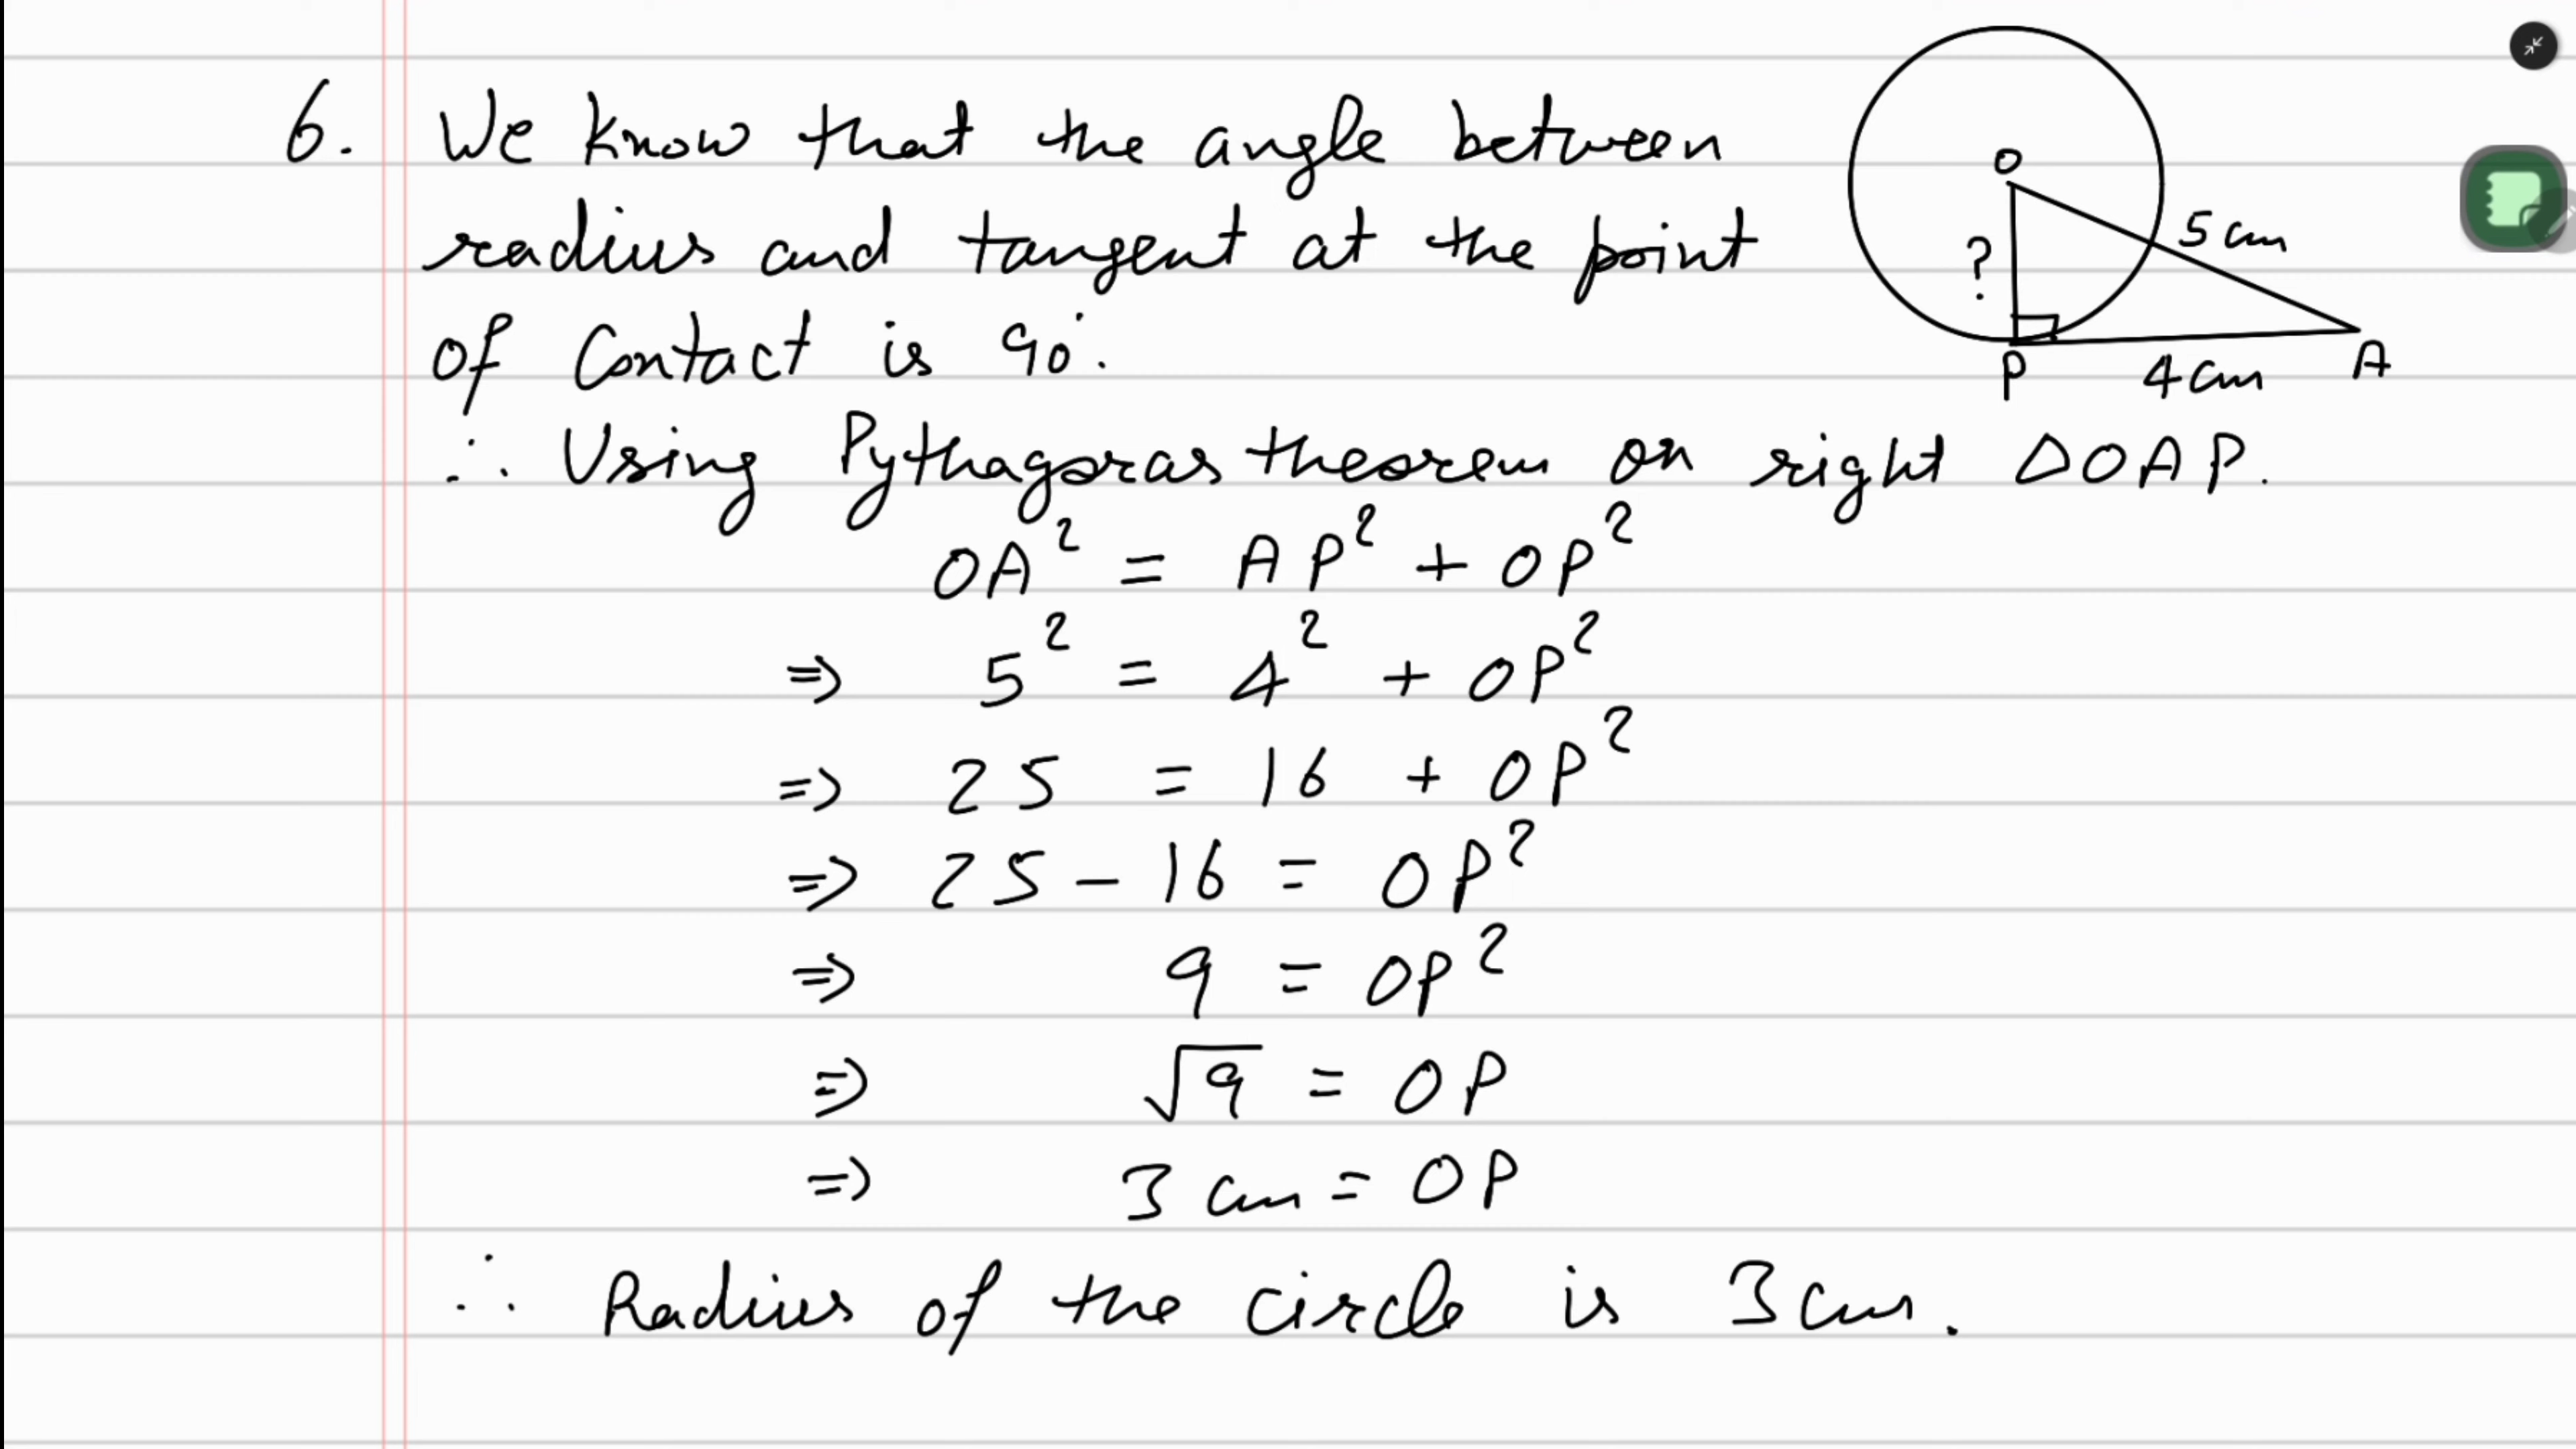 6. We know that the angle between
radius and tangent at the point
of Contact is 90°.
∴ Using Pythagoras theorem on right ΔOAP.
OA² = AP² + OP²
⇒ 5² = 4² + OP²
⇒ 25 = 16 + OP²
⇒ 25 - 16 = OP²
⇒ 9 = OP²
⇒ √9 = OP
⇒ 3 cm = OP
∴ Radius of the circle is 3 cm.
O
5 cm
?
P
4 cm
A